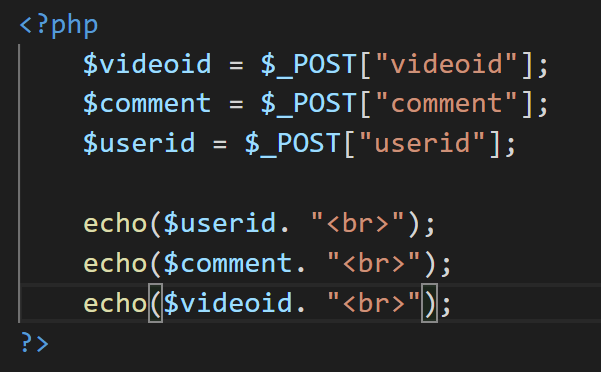 <?php
$videoid = $_POST["videoid"];
$comment = $_POST["comment"];
$userid = $_POST["userid"];
echo($userid. "<br>");
echo($comment. "<br>");
echo($videoid. "<br>");
?>